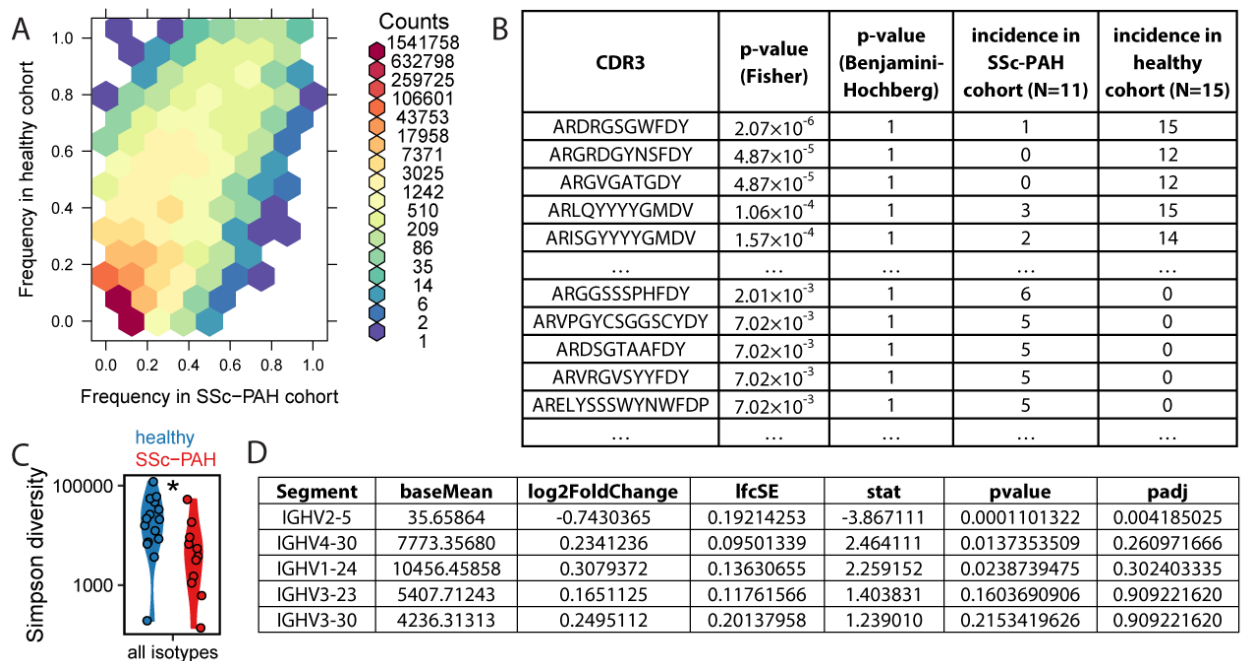 A
Frequency in healthy cohort
1.0
0.8
0.6
0.4
0.2
0.0
0.0 0.2 0.4 0.6 0.8 1.0
Frequency in SSc−PAH cohort
Counts
1541758
632798
259725
106601
43753
17958
7371
3025
1242
510
209
86
35
14
6
2
1
B
CDR3 p-value (Fisher) p-value (Benjamini-Hochberg) incidence in SSc-PAH cohort (N=11) incidence in healthy cohort (N=15)
ARDRGSGWFDY 2.07×10⁻⁶ 1 1 15
ARGRDGYNSFDY 4.87×10⁻⁵ 1 0 12
ARGVGATGDY 4.87×10⁻⁵ 1 0 12
ARLQYYYYGMDV 1.06×10⁻⁴ 1 3 15
ARISGYYYYGMDV 1.57×10⁻⁴ 1 2 14
... ... ... ... ...
ARGGSSSPHFDY 2.01×10⁻³ 1 6 0
ARVPGYCSGGSCYDY 7.02×10⁻³ 1 5 0
ARDSGTAAFDY 7.02×10⁻³ 1 5 0
ARVRGVSYYFDY 7.02×10⁻³ 1 5 0
ARELYSSSWYNWFDP 7.02×10⁻³ 1 5 0
... ... ... ... ...
C
healthy
SSc−PAH
Simpson diversity
100000
1000
*
all isotypes
D
Segment baseMean log2FoldChange lfcSE stat pvalue padj
IGHV2-5 35.65864 -0.7430365 0.19214253 -3.867111 0.0001101322 0.004185025
IGHV4-30 7773.35680 0.2341236 0.09501339 2.464111 0.0137353509 0.260971666
IGHV1-24 10456.45858 0.3079372 0.13630655 2.259152 0.0238739475 0.302403335
IGHV3-23 5407.71243 0.1651125 0.11761566 1.403831 0.1603690906 0.909221620
IGHV3-30 4236.31313 0.2495112 0.20137958 1.239010 0.2153419626 0.909221620